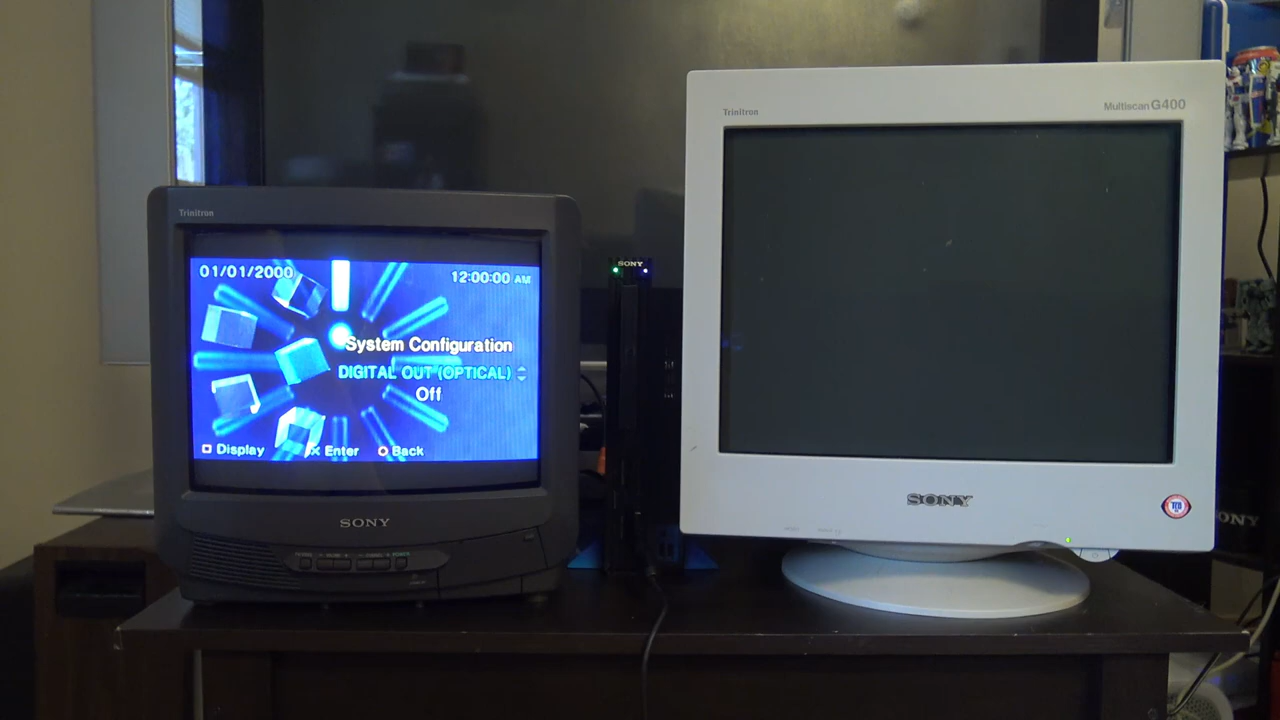 Trinitron
01/01/2000
12:00:00 AM
System Configuration
DIGITAL OUT (OPTICAL)
Off
Display
Enter
Back
SONY
SONY
Trinitron
Multiscan G400
SONY
ONY